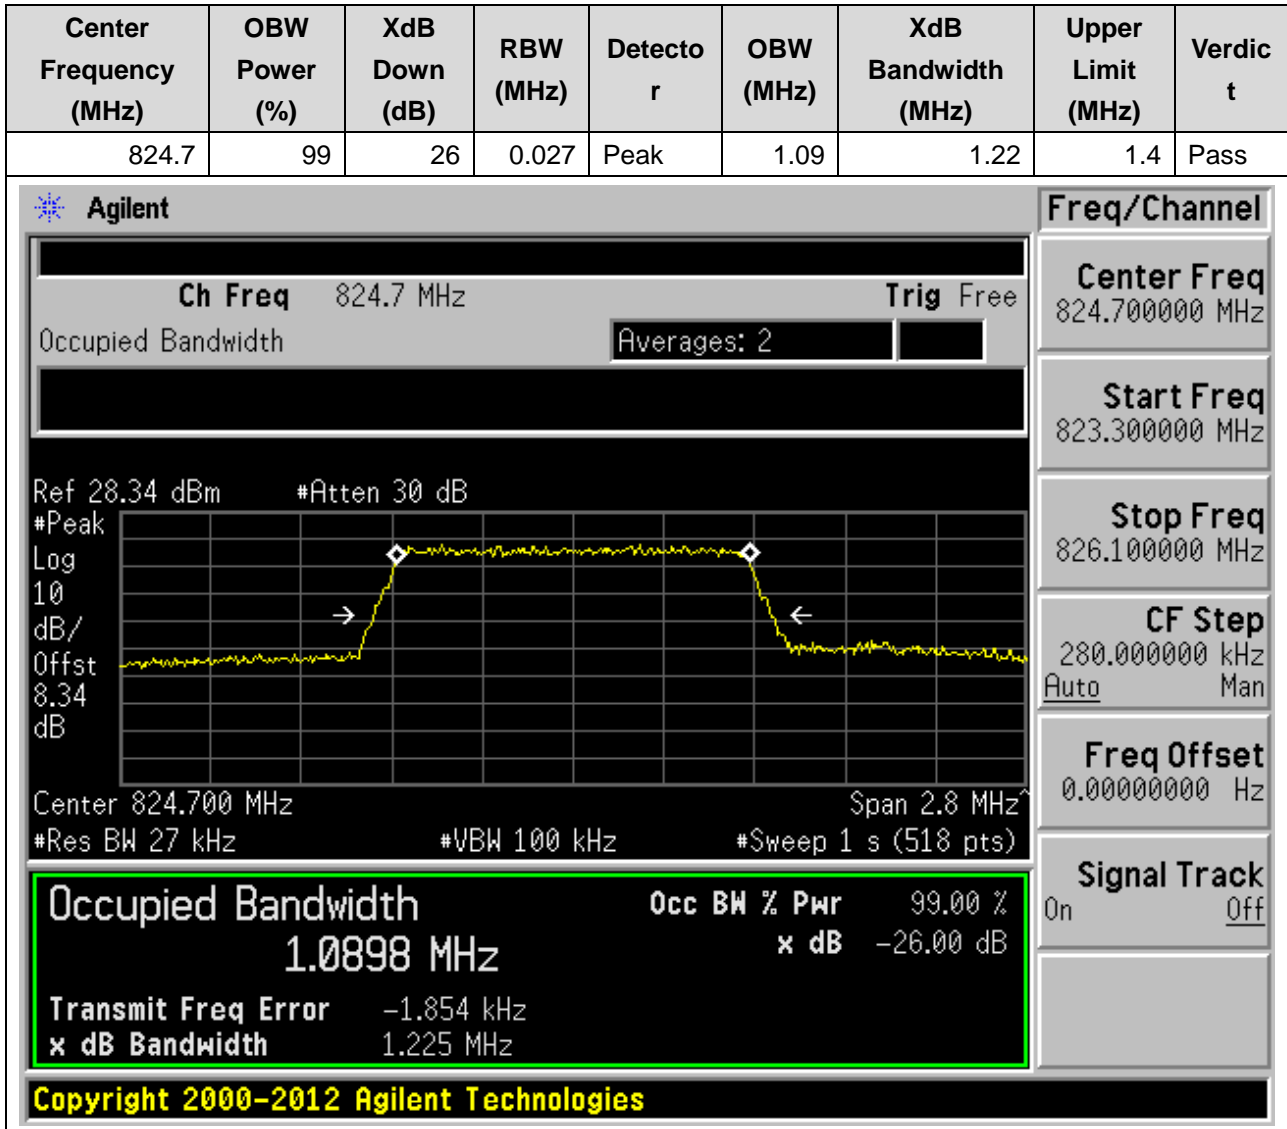 Center Frequency (MHz) OBW Power (%) XdB Down (dB) RBW (MHz) Detector OBW (MHz) XdB Bandwidth (MHz) Upper Limit (MHz) Verdict
824.7 99 26 0.027 Peak 1.09 1.22 1.4 Pass
Agilent
Freq/Channel
Ch Freq 824.7 MHz Trig Free
Occupied Bandwidth Averages: 2
Center Freq
824.700000 MHz
Start Freq
823.300000 MHz
Stop Freq
826.100000 MHz
CF Step
280.000000 kHz
Auto Man
Freq Offset
0.00000000 Hz
Signal Track
On Off
Ref 28.34 dBm #Atten 30 dB
#Peak
Log
10
dB/
Offst
8.34
dB
Center 824.700 MHz Span 2.8 MHz^
#Res BW 27 kHz #VBW 100 kHz #Sweep 1 s (518 pts)
Occupied Bandwidth Occ BW % Pwr 99.00 %
1.0898 MHz x dB -26.00 dB
Transmit Freq Error -1.854 kHz
x dB Bandwidth 1.225 MHz
Copyright 2000-2012 Agilent Technologies